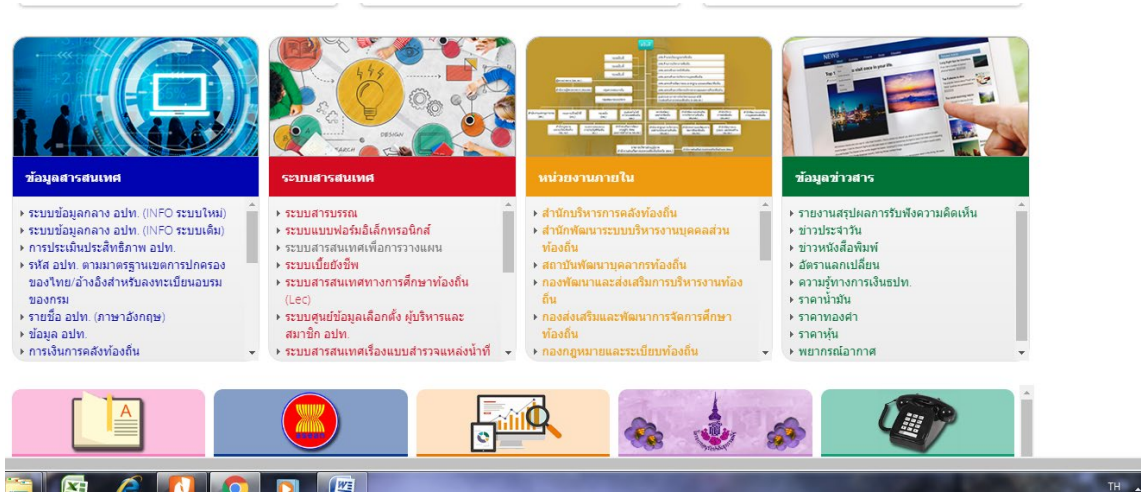 NEWS
DESIGN
ข้อมูลสารสนเทศ
ระบบข้อมูลกลาง อปท. (INFO ระบบใหม่)
ระบบข้อมูลกลาง อปท. (INFO ระบบเดิม)
การประเมินประสิทธิภาพ อปท.
รหัส อปท. ตามมาตรฐานเขตการปกครอง
ของไทย/อ้างอิงสำหรับลงทะเบียนอบรม
ของกรม
รายชื่อ อปท. (ภาษาอังกฤษ)
ข้อมูล อปท.
การเงินการคลังท้องถิ่น
ระบบสารสนเทศ
ระบบสารบรรณ
ระบบแบบฟอร์มอิเล็กทรอนิกส์
ระบบสารสนเทศเพื่อการวางแผน
ระบบเบี้ยยังชีพ
ระบบสารสนเทศทางการศึกษาท้องถิ่น
(Lec)
ระบบศูนย์ข้อมูลเลือกตั้ง ผู้บริหารและ
สมาชิก อปท.
ระบบสารสนเทศเรื่องแบบสำรวจแหล่งน้ำที่
หน่วยงานภายใน
สำนักบริหารการคลังท้องถิ่น
สำนักพัฒนาระบบบริหารงานบุคคลส่วน
ท้องถิ่น
สถาบันพัฒนาบุคลากรท้องถิ่น
กองพัฒนาและส่งเสริมการบริหารงานท้อง
ถิ่น
กองส่งเสริมและพัฒนาการจัดการศึกษา
ท้องถิ่น
กองกฎหมายและระเบียบท้องถิ่น
ข้อมูลข่าวสาร
รายงานสรุปผลการรับฟังความคิดเห็น
ข่าวประจำวัน
ข่าวหนังสือพิมพ์
อัตราแลกเปลี่ยน
ความรู้ทางการเงินธปท.
ราคาน้ำมัน
ราคาทองคำ
ราคาหุ้น
พยากรณ์อากาศ
A
TH